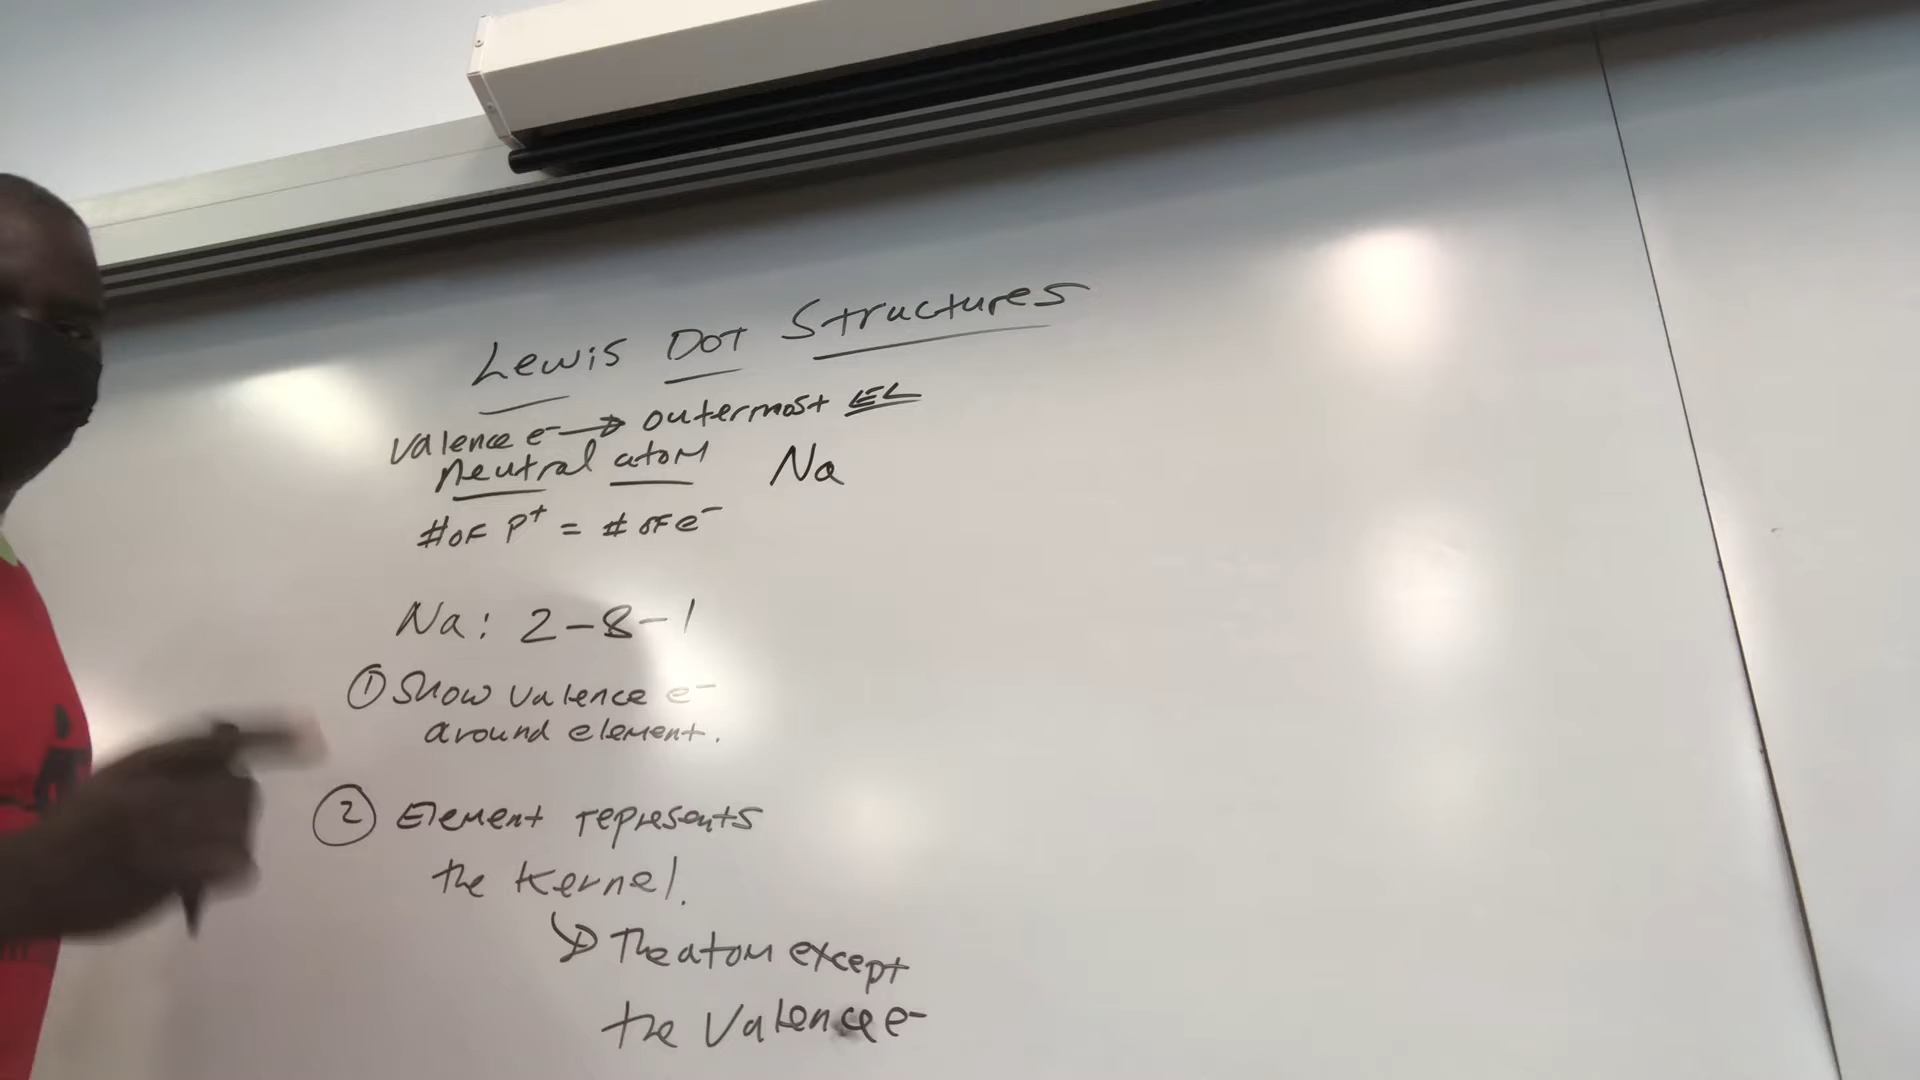 Lewis Dot Structures
Valence e⁻ → outermost EL
neutral atom Na
# of P⁺ = # of e⁻
Na: 2-8-1
① Show valence e⁻
around element.
② Element represents
the Kernel.
↳ The atom except
the Valence e⁻